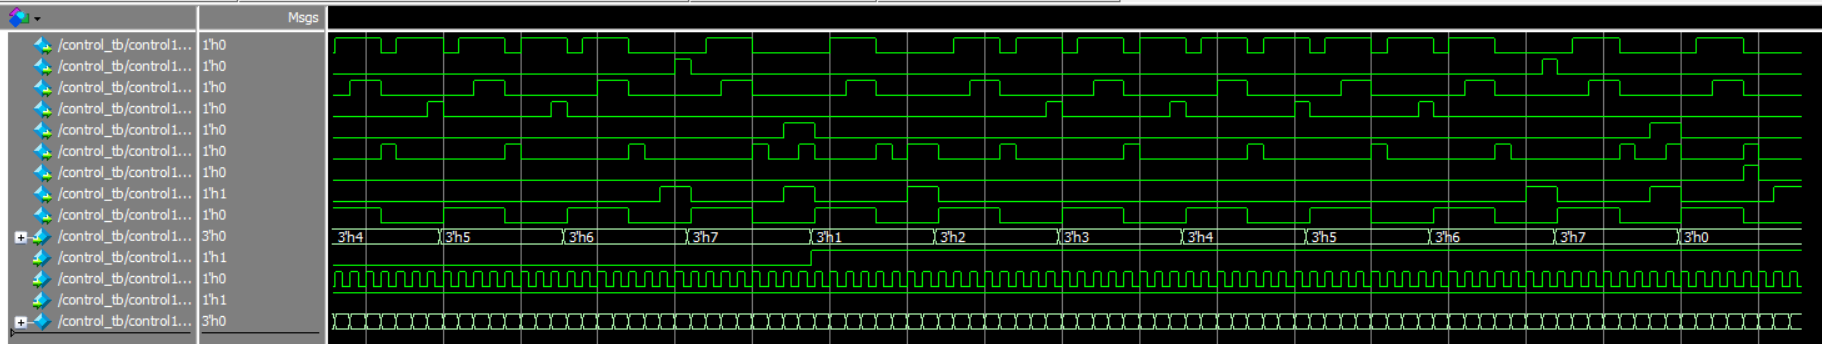 Msgs
/control_tb/control1... 1'h0
/control_tb/control1... 1'h0
/control_tb/control1... 1'h0
/control_tb/control1... 1'h0
/control_tb/control1... 1'h0
/control_tb/control1... 1'h0
/control_tb/control1... 1'h0
/control_tb/control1... 1'h1
/control_tb/control1... 1'h0
/control_tb/control1... 3'h0 3'h4 3'h5 3'h6 3'h7 3'h1 3'h2 3'h3 3'h4 3'h5 3'h6 3'h7 3'h0
/control_tb/control1... 1'h1
/control_tb/control1... 1'h0
/control_tb/control1... 1'h1
/control_tb/control1... 3'h0